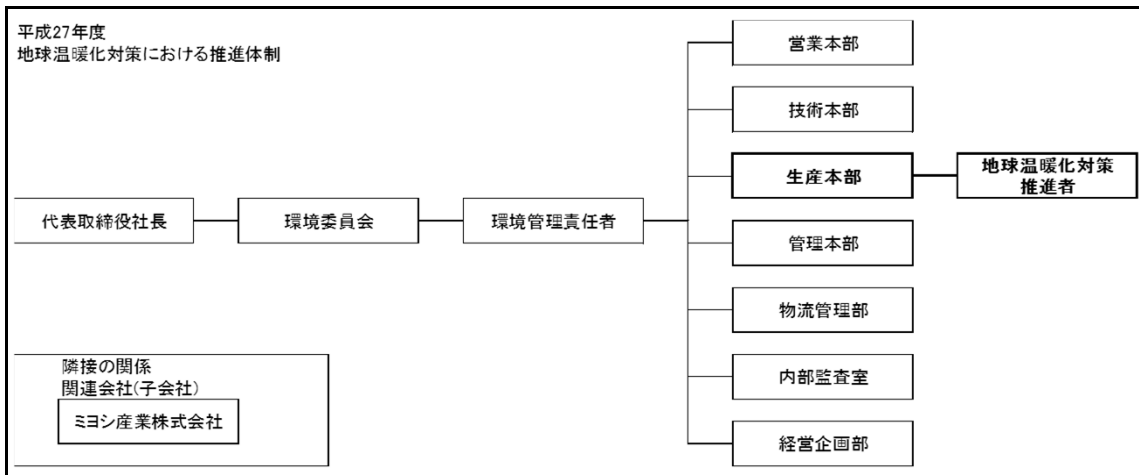 平成27年度
地球温暖化対策における推進体制
営業本部
技術本部
生産本部
地球温暖化対策
推進者
代表取締役社長
環境委員会
環境管理責任者
管理本部
物流管理部
隣接の関係
関連会社(子会社)
ミヨシ産業株式会社
内部監査室
経営企画部